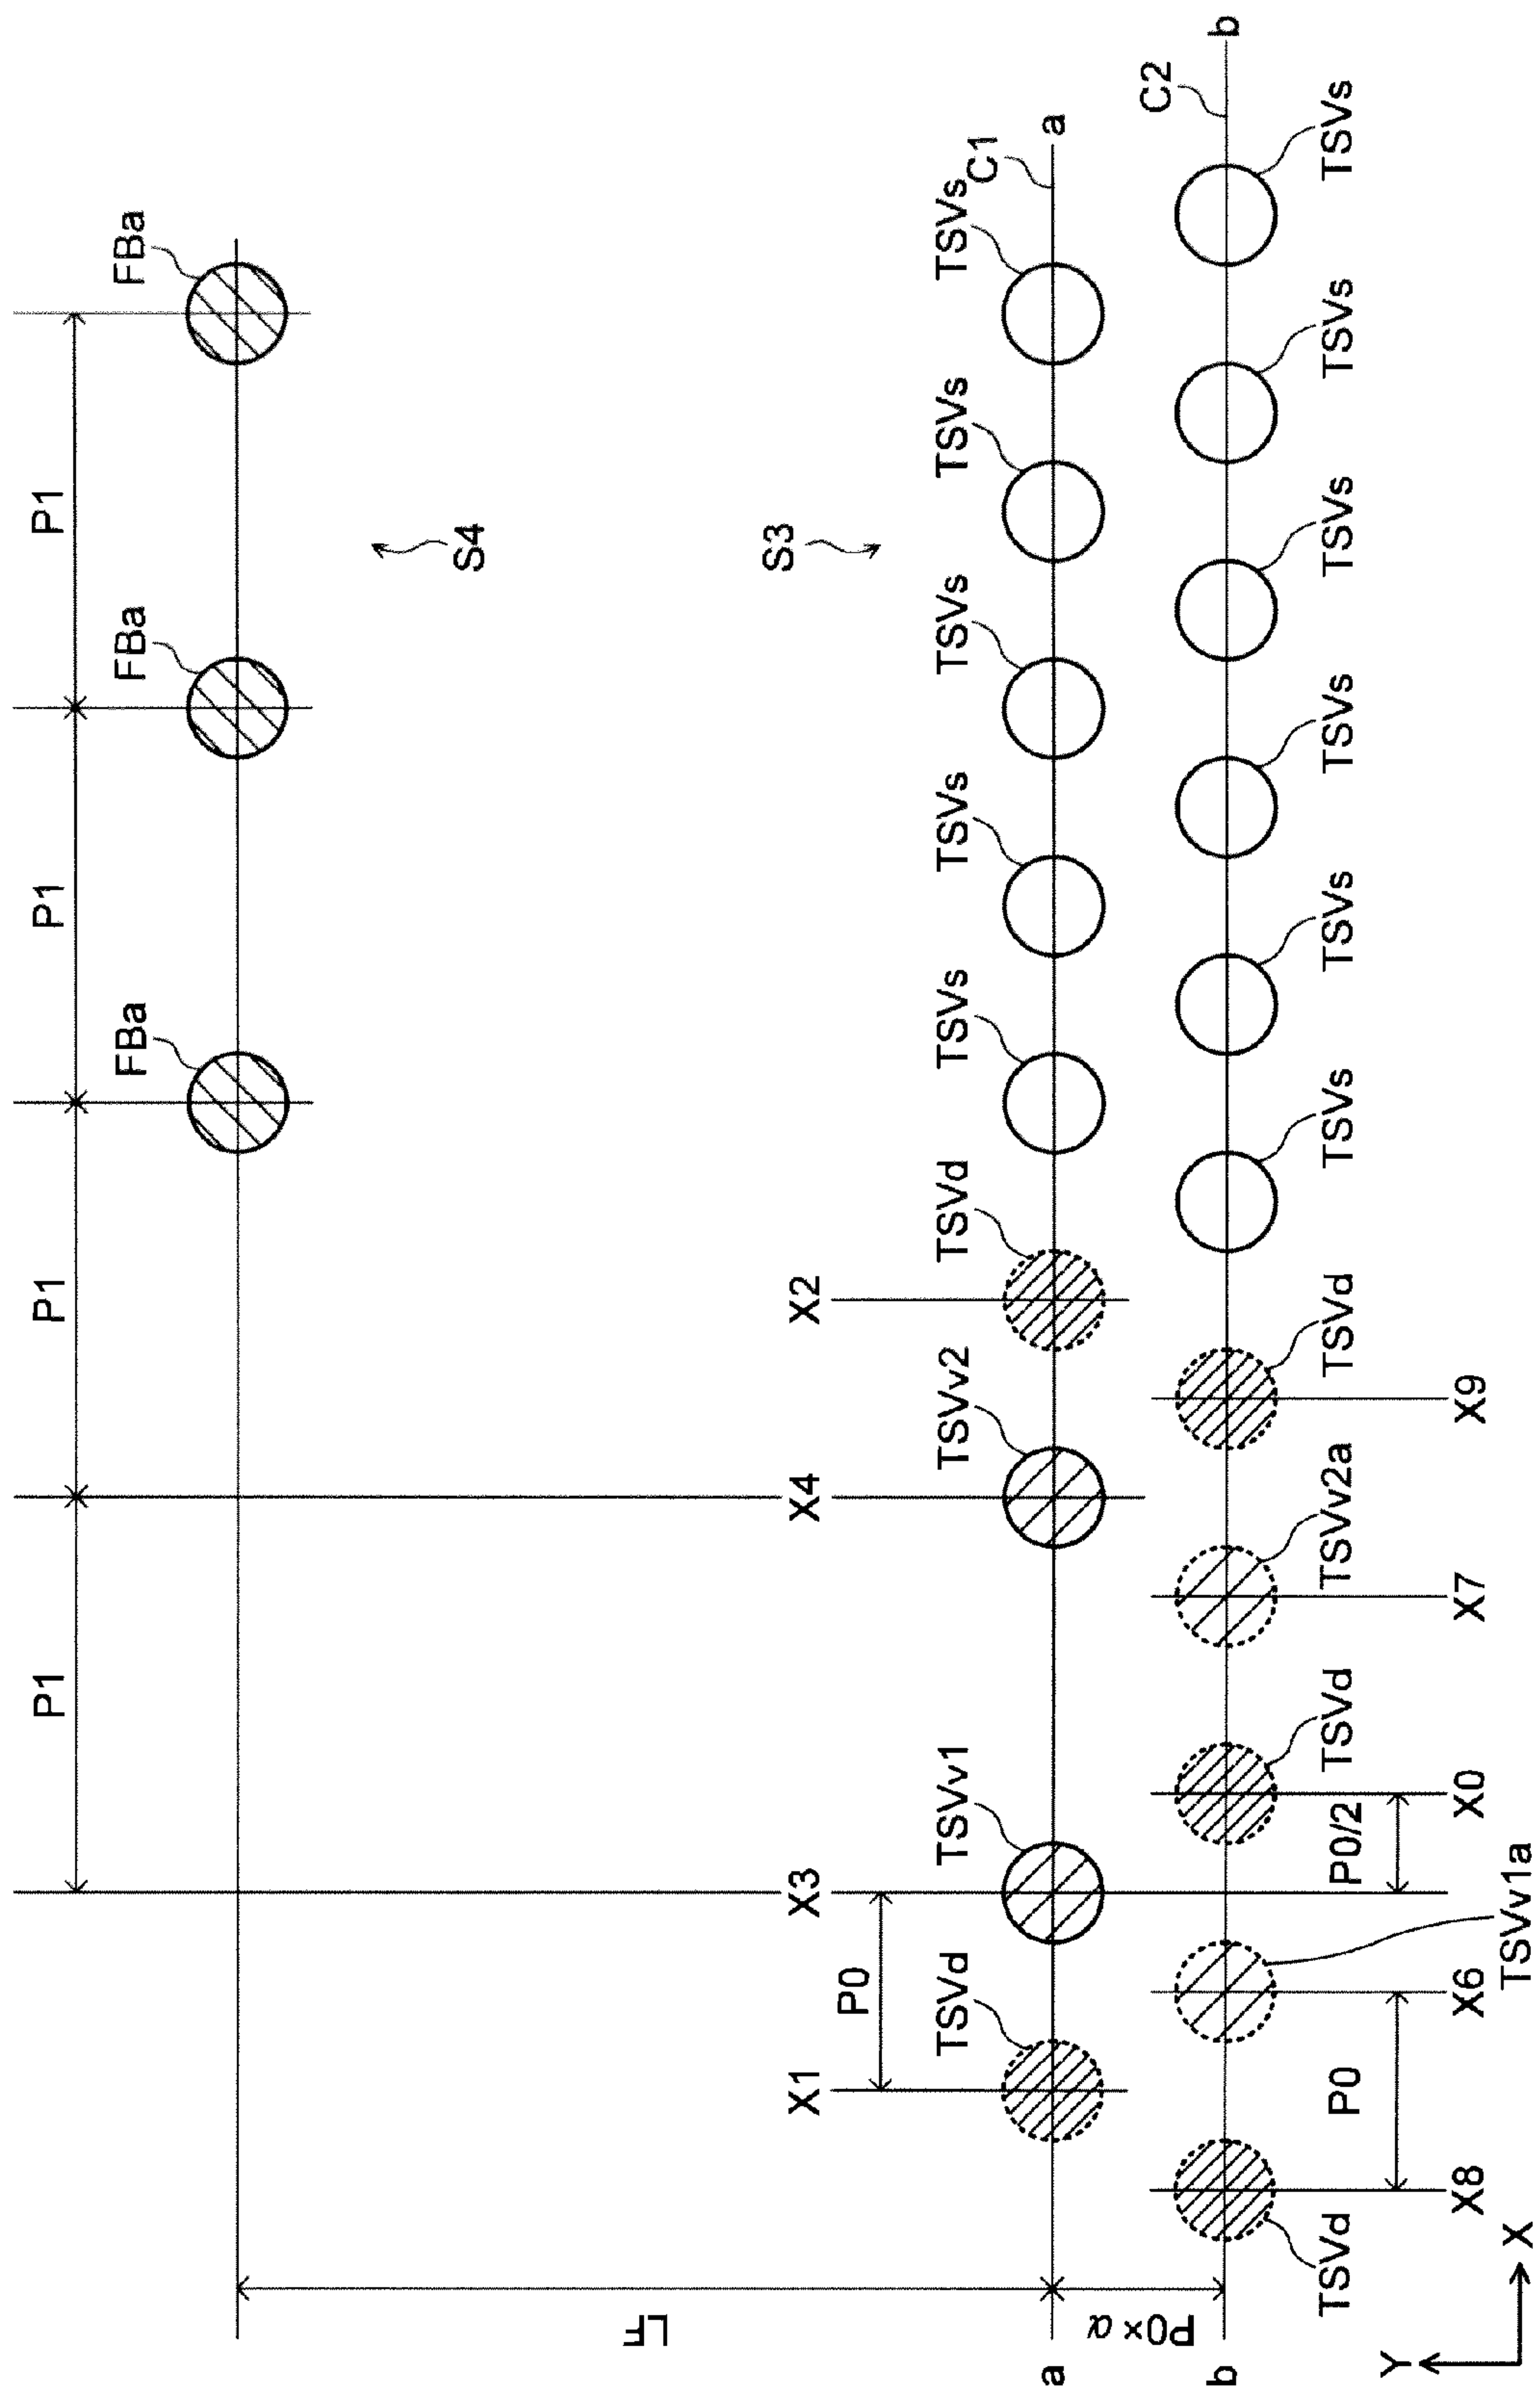 P1
P1
P1
P1
FBa
FBa
FBa
S4
S3
LF
X1
X3
X4
X2
P0
TSVd
TSVv1
TSVv2
TSVd
TSVs
TSVs
TSVs
TSVs
TSVs
C1
a
a
P0×α
C2
b
b
TSVd
TSVv1a
TSVd
TSVv2a
TSVd
TSVs
TSVs
TSVs
TSVs
TSVs
TSVs
P0
P0/2
X8
X6
X0
X7
X9
Y
X